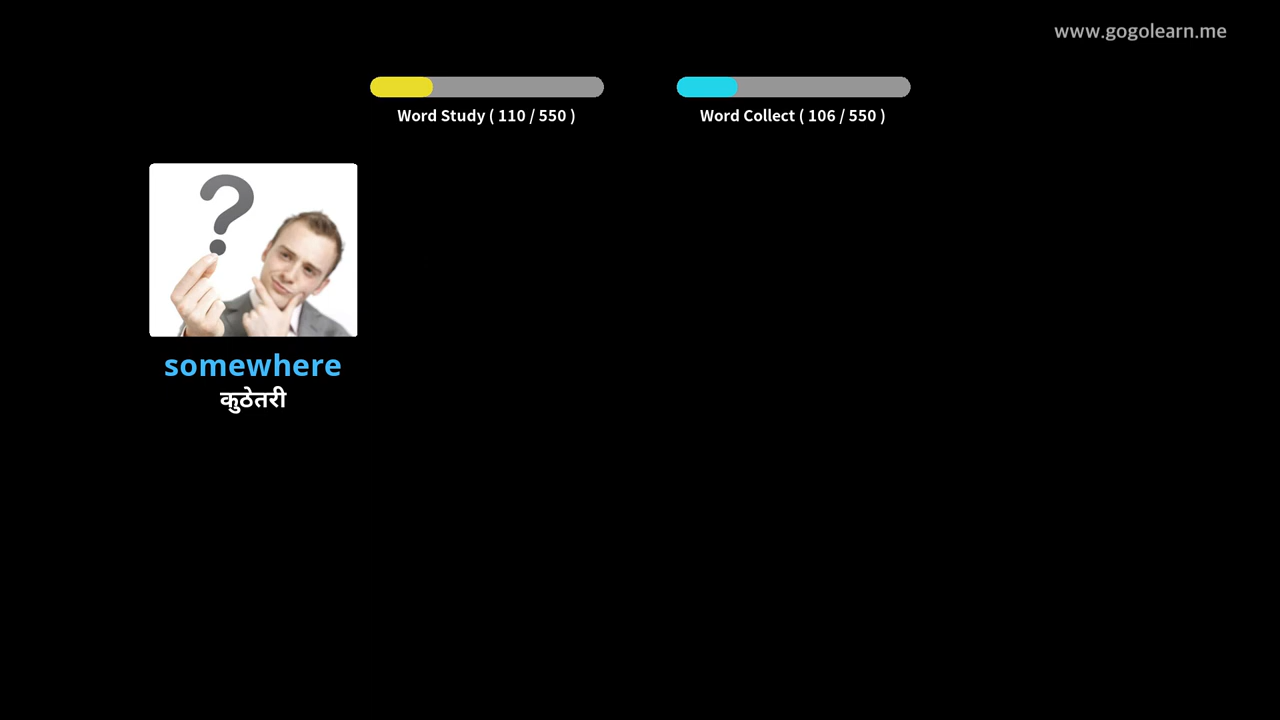 www.gogolearn.me
Word Study ( 110 / 550 )
Word Collect ( 106 / 550 )
?
somewhere
कुठेतरी